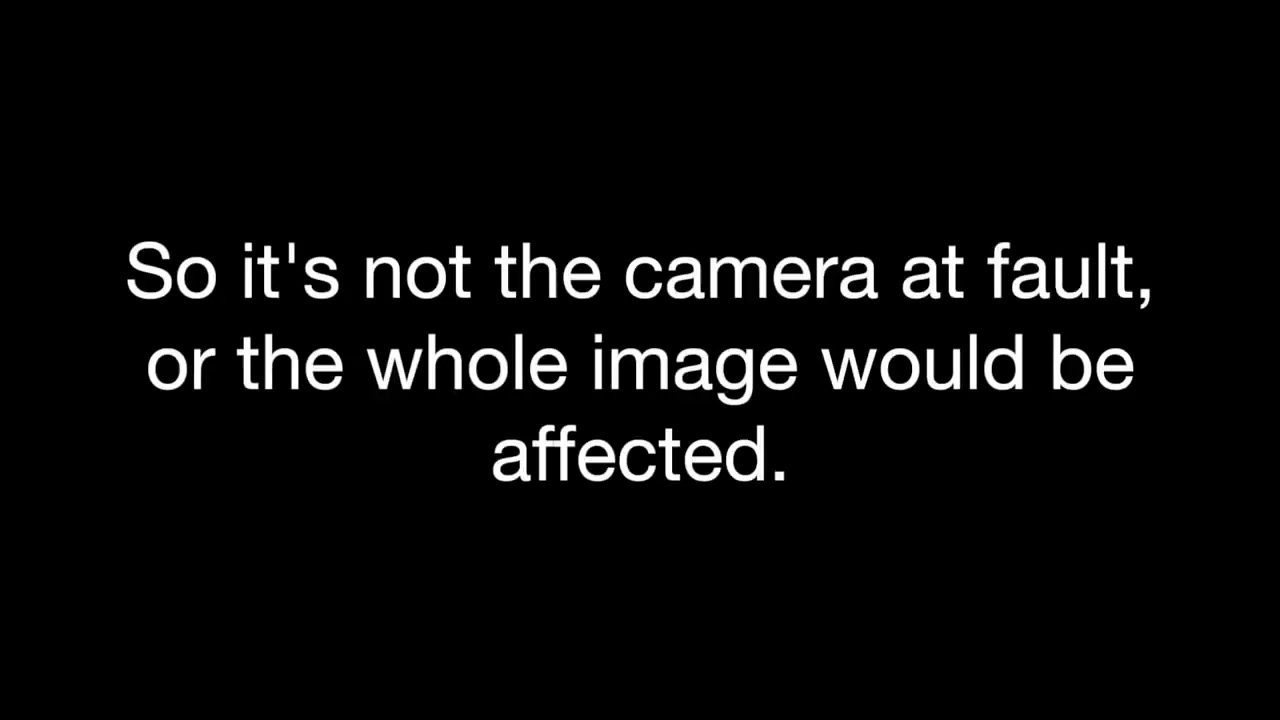 So it's not the camera at fault,
or the whole image would be
affected.